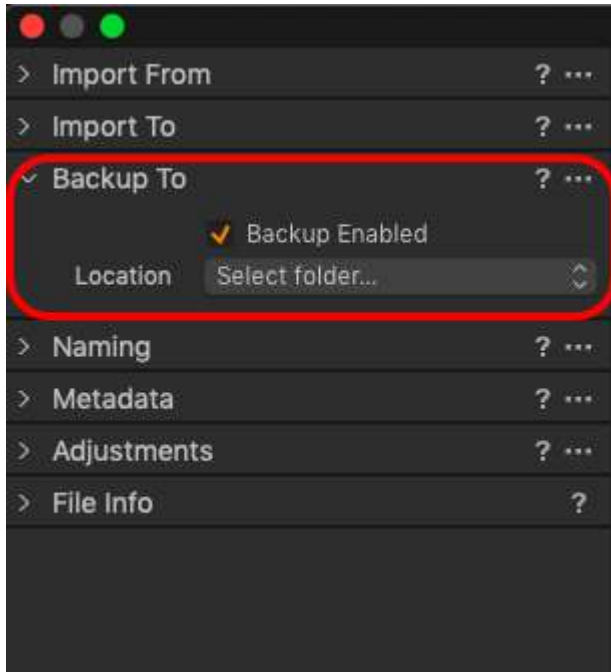 Import From ? ...
Import To ? ...
Backup To ? ...
Backup Enabled
Location Select folder...
Naming ? ...
Metadata ? ...
Adjustments ? ...
File Info ?